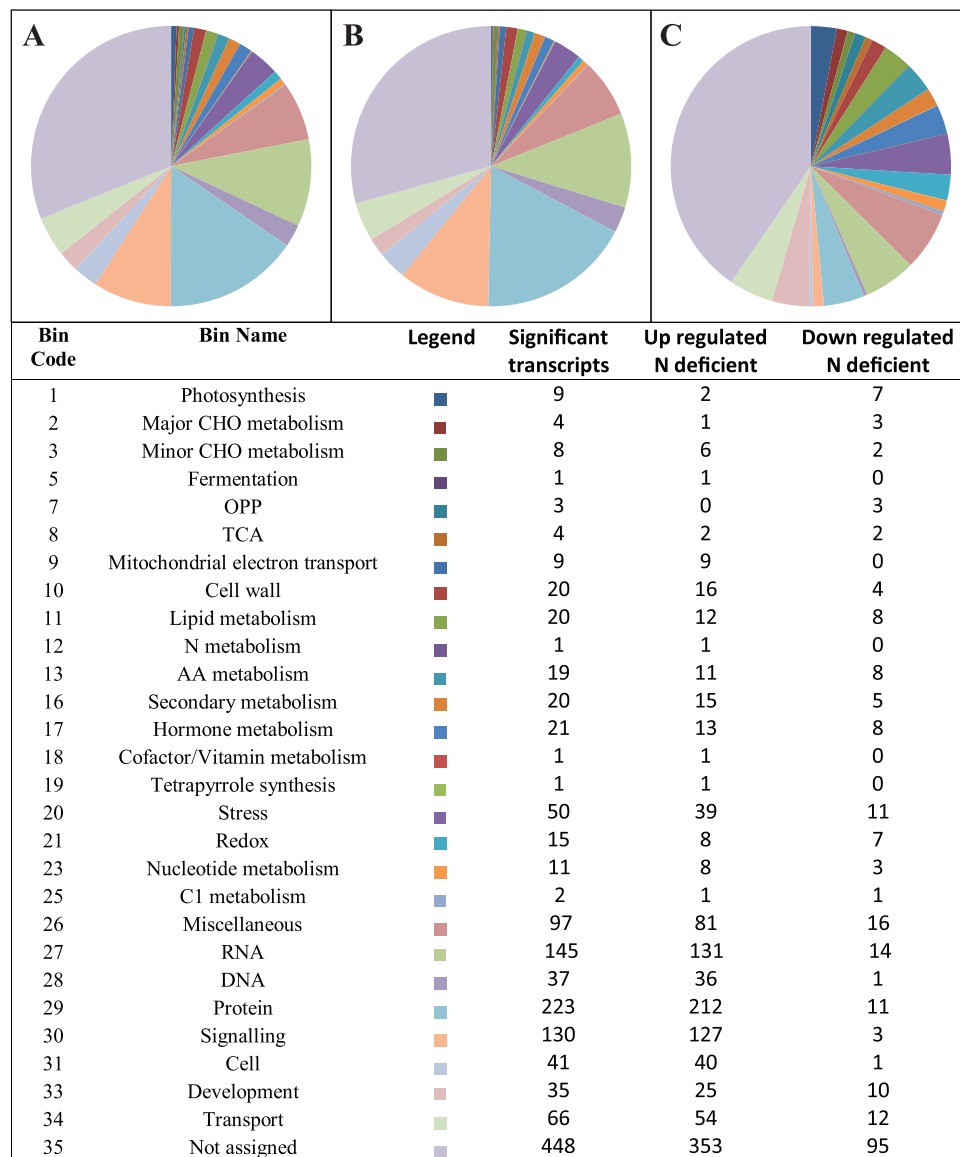 A B C
Bin Code Bin Name Legend Significant transcripts Up regulated N deficient Down regulated N deficient
1 Photosynthesis 9 2 7
2 Major CHO metabolism 4 1 3
3 Minor CHO metabolism 8 6 2
5 Fermentation 1 1 0
7 OPP 3 0 3
8 TCA 4 2 2
9 Mitochondrial electron transport 9 9 0
10 Cell wall 20 16 4
11 Lipid metabolism 20 12 8
12 N metabolism 1 1 0
13 AA metabolism 19 11 8
16 Secondary metabolism 20 15 5
17 Hormone metabolism 21 13 8
18 Cofactor/Vitamin metabolism 1 1 0
19 Tetrapyrrole synthesis 1 1 0
20 Stress 50 39 11
21 Redox 15 8 7
23 Nucleotide metabolism 11 8 3
25 C1 metabolism 2 1 1
26 Miscellaneous 97 81 16
27 RNA 145 131 14
28 DNA 37 36 1
29 Protein 223 212 11
30 Signalling 130 127 3
31 Cell 41 40 1
33 Development 35 25 10
34 Transport 66 54 12
35 Not assigned 448 353 95